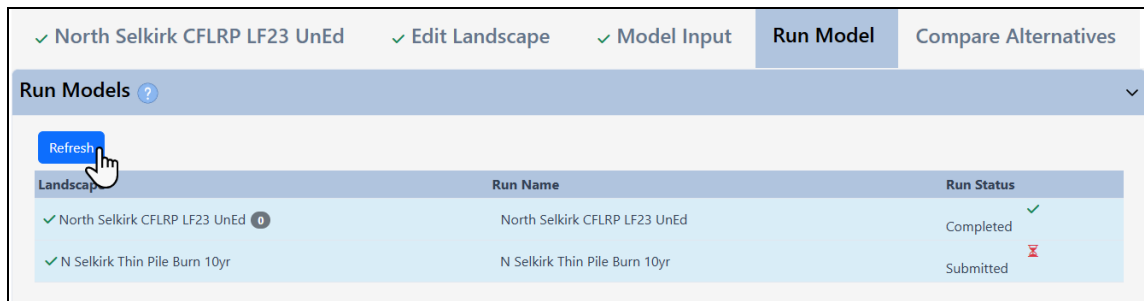 North Selkirk CFLRP LF23 UnEd Edit Landscape Model Input Run Model Compare Alternatives
Run Models ?
Refresh
Landscape Run Name Run Status
North Selkirk CFLRP LF23 UnEd 0 North Selkirk CFLRP LF23 UnEd Completed
N Selkirk Thin Pile Burn 10yr N Selkirk Thin Pile Burn 10yr Submitted